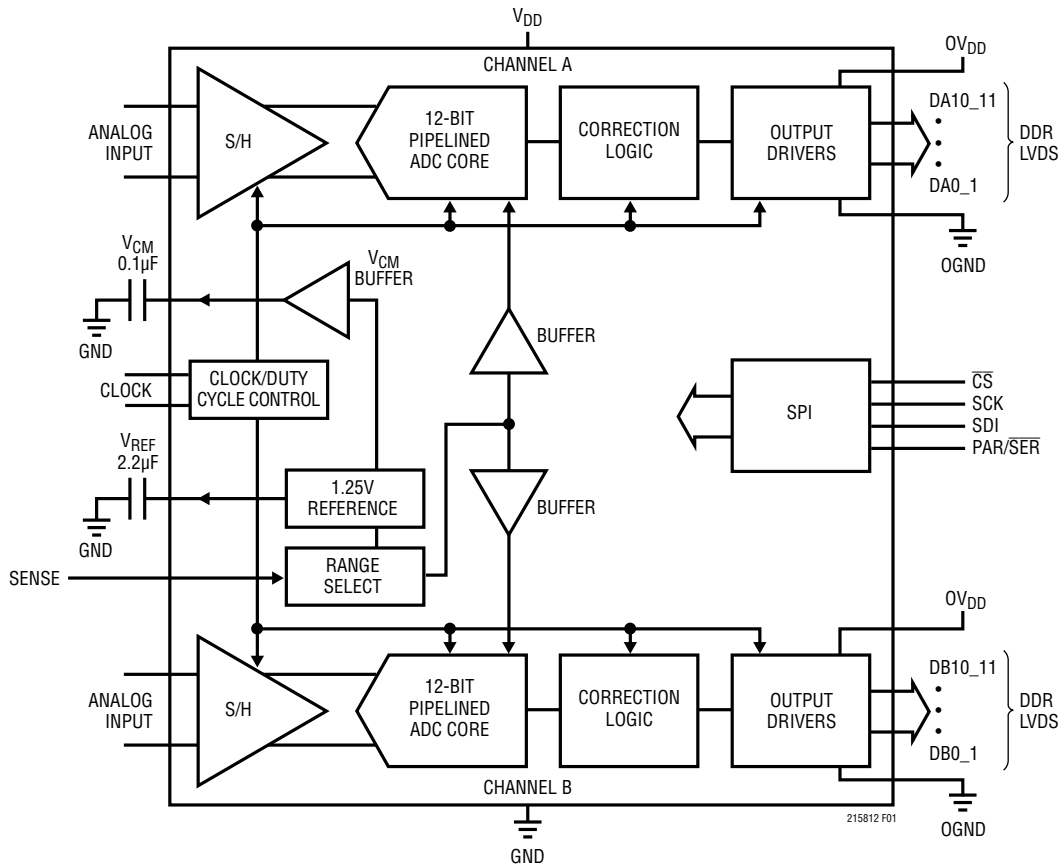 VDD
CHANNEL A
OVDD
ANALOG
INPUT
S/H
12-BIT
PIPELINED
ADC CORE
CORRECTION
LOGIC
OUTPUT
DRIVERS
DA10_11
•
•
•
DA0_1
DDR
LVDS
OGND
VCM
0.1µF
VCM
BUFFER
GND
BUFFER
CLOCK
CLOCK/DUTY
CYCLE CONTROL
SPI
CS
SCK
SDI
PAR/SER
VREF
2.2µF
1.25V
REFERENCE
BUFFER
GND
SENSE
RANGE
SELECT
OVDD
ANALOG
INPUT
S/H
12-BIT
PIPELINED
ADC CORE
CORRECTION
LOGIC
OUTPUT
DRIVERS
DB10_11
•
•
•
DB0_1
DDR
LVDS
CHANNEL B
215812 F01
OGND
GND